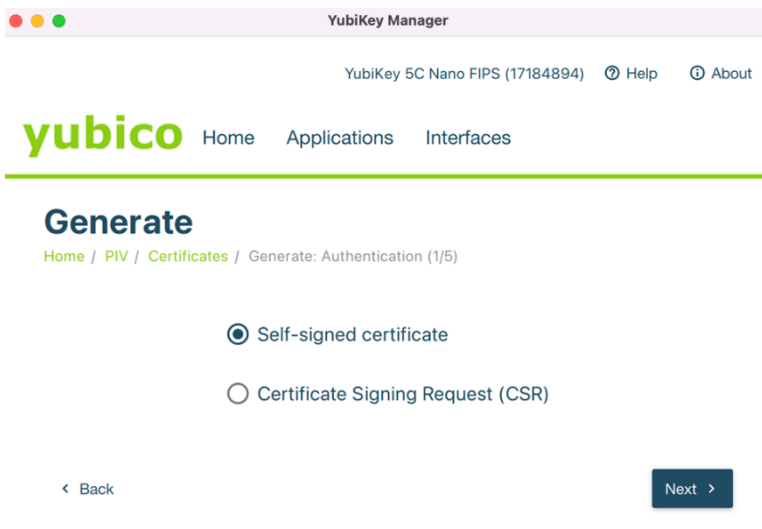 YubiKey Manager
YubiKey 5C Nano FIPS (17184894) Help About
yubico Home Applications Interfaces
Generate
Home / PIV / Certificates / Generate: Authentication (1/5)
Self-signed certificate
Certificate Signing Request (CSR)
Back Next